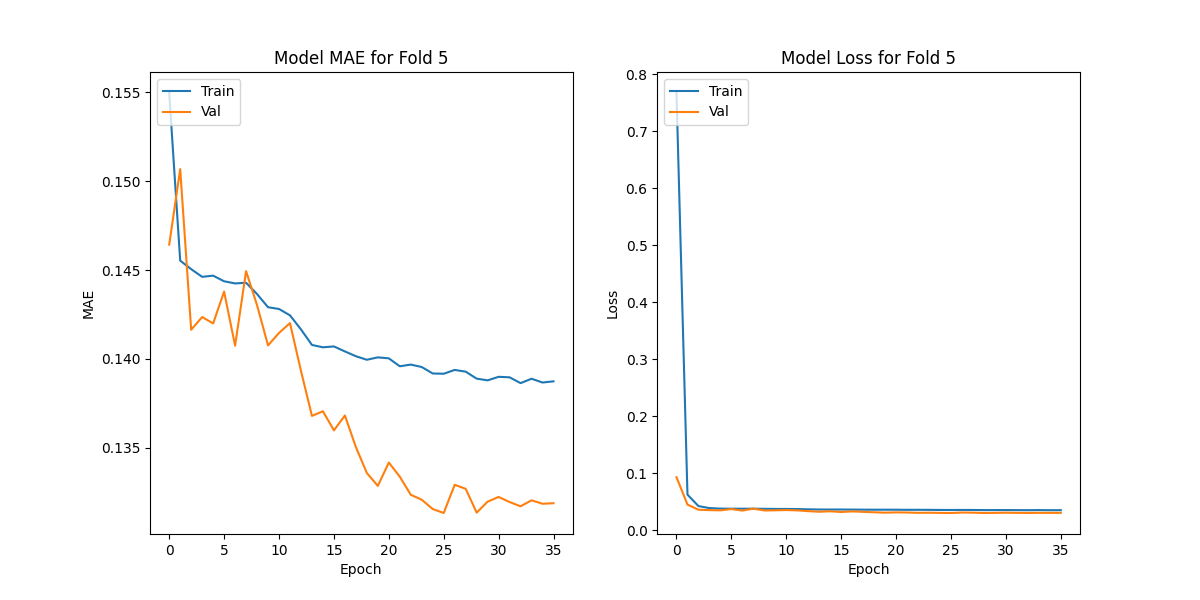 Model MAE for Fold 5
Train
Val
0.155
0.150
0.145
0.140
0.135
MAE
0 5 10 15 20 25 30 35
Epoch
Model Loss for Fold 5
Train
Val
0.8
0.7
0.6
0.5
0.4
0.3
0.2
0.1
0.0
Loss
0 5 10 15 20 25 30 35
Epoch